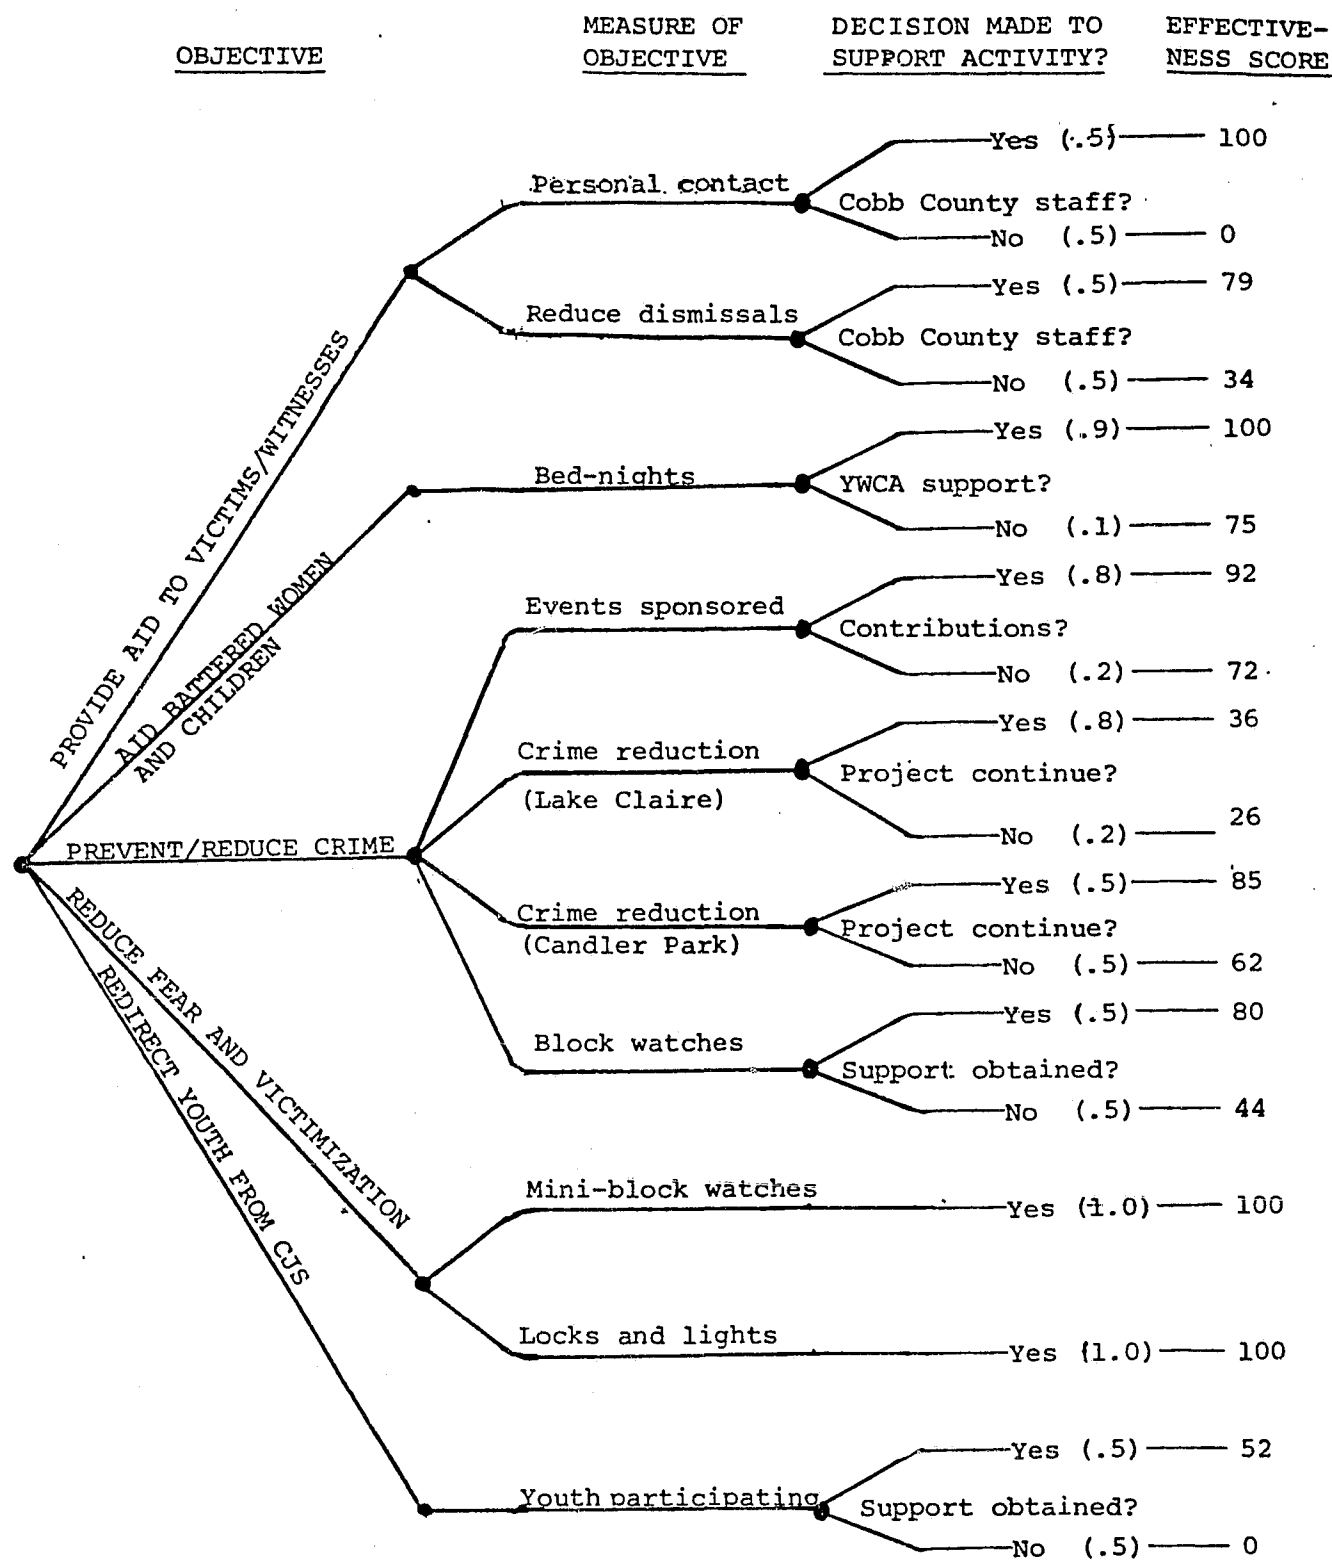 OBJECTIVE
MEASURE OF
OBJECTIVE
DECISION MADE TO
SUPPORT ACTIVITY?
EFFECTIVE-
NESS SCORE
PROVIDE AID TO VICTIMS/WITNESSES
Personal contact
Cobb County staff?
Yes (.5) 100
No (.5) 0
Reduce dismissals
Cobb County staff?
Yes (.5) 79
No (.5) 34
AID BATTERED WOMEN
AND CHILDREN
Bed-nights
YWCA support?
Yes (.9) 100
No (.1) 75
PREVENT/REDUCE CRIME
Events sponsored
Contributions?
Yes (.8) 92
No (.2) 72
Crime reduction
(Lake Claire)
Project continue?
Yes (.8) 36
No (.2) 26
Crime reduction
(Candler Park)
Project continue?
Yes (.5) 85
No (.5) 62
Block watches
Support obtained?
Yes (.5) 80
No (.5) 44
REDUCE FEAR AND VICTIMIZATION
Mini-block watches
Yes (1.0) 100
Locks and lights
Yes (1.0) 100
REDIRECT YOUTH FROM CJS
Youth participating
Support obtained?
Yes (.5) 52
No (.5) 0